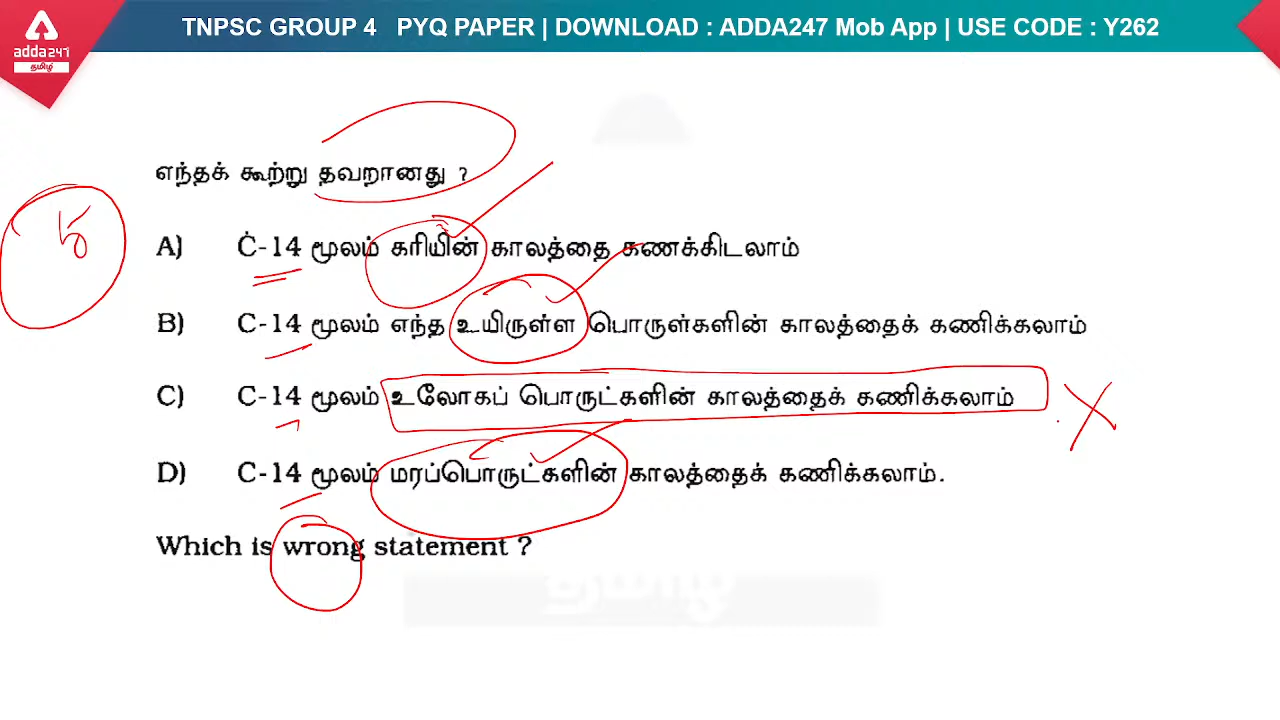 TNPSC GROUP 4 PYQ PAPER | DOWNLOAD : ADDA247 Mob App | USE CODE : Y262
adda247
தமிழ்
எந்தக் கூற்று தவறானது ?
A) C-14 மூலம் கரியின் காலத்தை கணக்கிடலாம்
B) C-14 மூலம் எந்த உயிருள்ள பொருள்களின் காலத்தைக் கணிக்கலாம்
C) C-14 மூலம் உலோகப் பொருட்களின் காலத்தைக் கணிக்கலாம்
D) C-14 மூலம் மரப்பொருட்களின் காலத்தைக் கணிக்கலாம்.
Which is wrong statement ?
தமிழ்